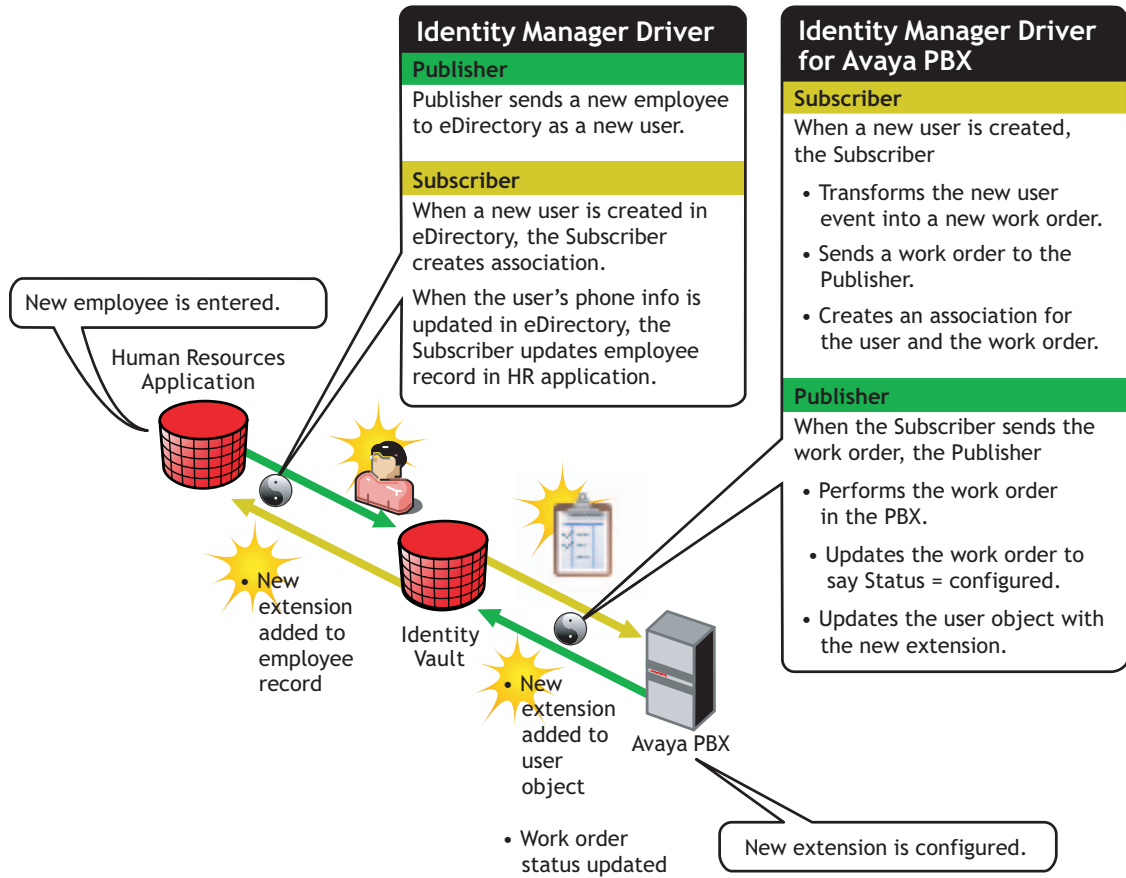 Identity Manager Driver
Publisher
Publisher sends a new employee
to eDirectory as a new user.
Subscriber
When a new user is created in
eDirectory, the Subscriber
creates association.
When the user’s phone info is
updated in eDirectory, the
Subscriber updates employee
record in HR application.
Identity Manager Driver
for Avaya PBX
Subscriber
When a new user is created,
the Subscriber
• Transforms the new user
event into a new work order.
• Sends a work order to the
Publisher.
• Creates an association for
the user and the work order.
Publisher
When the Subscriber sends the
work order, the Publisher
• Performs the work order
in the PBX.
• Updates the work order to
say Status = configured.
• Updates the user object with
the new extension.
New employee is entered.
Human Resources
Application
• New
extension
added to
employee
record
Identity
Vault
• New
extension
added to
user
object
• Work order
status updated
Avaya PBX
New extension is configured.